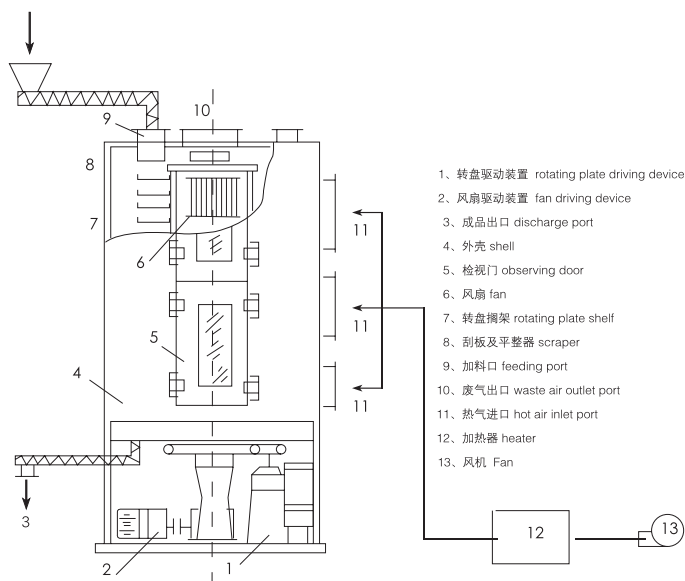 10
9
8
7
6
5
4
3
2
1
11
11
11
12
13
1、转盘驱动装置 rotating plate driving device
2、风扇驱动装置 fan driving device
3、成品出口 discharge port
4、外壳 shell
5、检视门 observing door
6、风扇 fan
7、转盘搁架 rotating plate shelf
8、刮板及平整器 scraper
9、加料口 feeding port
10、废气出口 waste air outlet port
11、热气进口 hot air inlet port
12、加热器 heater
13、风机 Fan